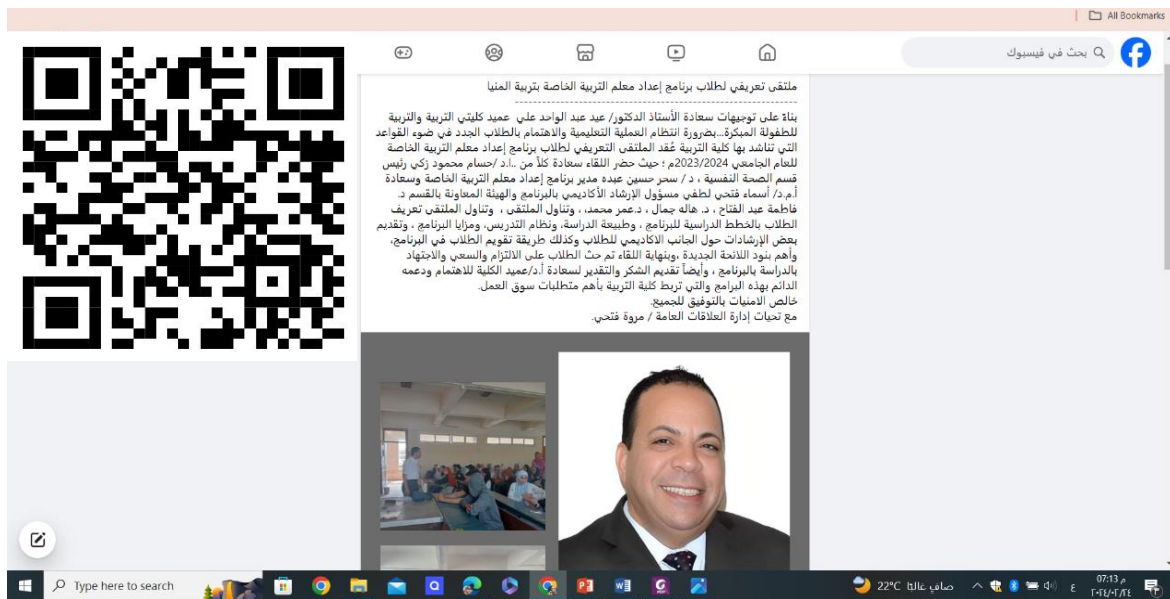 All Bookmarks
بحث في فيسبوك
ملتقى تعريفي لطلاب برنامج إعداد معلم التربية الخاصة بتربية المنيا
--------------------------------------------------------------
بناءً على توجيهات سعادة الأستاذ الدكتور/ عيد عبد الواحد علي عميد كليتي التربية والتربية
للطفولة المبكرة...بضرورة انتظام العملية التعليمية والاهتمام بالطلاب الجدد في ضوء القواعد
التي تناشد بها كلية التربية عُقد الملتقى التعريفي لطلاب برنامج إعداد معلم التربية الخاصة
للعام الجامعي 2023/2024م ؛ حيث حضر اللقاء سعادة كلاً من ..ا.د /حسام محمود زكي رئيس
قسم الصحة النفسية ، د / سحر حسين عبده مدير برنامج إعداد معلم التربية الخاصة وسعادة
أ.م.د/ أسماء فتحي لطفي مسؤول الإرشاد الأكاديمي بالبرنامج والهيئة المعاونة بالقسم د.
فاطمة عبد الفتاح ، د. هاله جمال ، د.عمر محمد، ، وتناول الملتقى ، وتناول الملتقى تعريف
الطلاب بالخطط الدراسية للبرنامج ، وطبيعة الدراسة، ونظام التدريس، ومزايا البرنامج ، وتقديم
بعض الإرشادات حول الجانب الاكاديمي للطلاب وكذلك طريقة تقويم الطلاب في البرنامج،
وأهم بنود اللائحة الجديدة ،وبنهاية اللقاء تم حث الطلاب على الالتزام والسعي والاجتهاد
بالدراسة بالبرنامج ، وأيضاً تقديم الشكر والتقدير لسعادة أ.د/عميد الكلية للاهتمام ودعمه
الدائم بهذه البرامج والتي تربط كلية التربية بأهم متطلبات سوق العمل.
خالص الامنيات بالتوفيق للجميع.
مع تحيات إدارة العلاقات العامة / مروة فتحي.
Type here to search
22°C صافٍ غالبًا
ع
07:13 م
٢٠٢٤/٠٢/٢٤